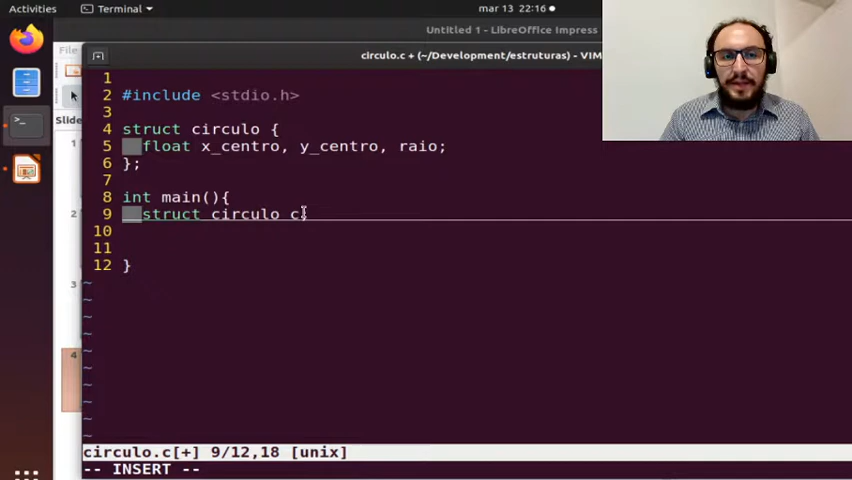 Activities
Terminal
mar 13 22:16
Untitled 1 - LibreOffice Impress
File
circulo.c + (~/Development/estruturas) - VIM
Slide
1
2
3
4
1
2 #include <stdio.h>
3
4 struct circulo {
5 float x_centro, y_centro, raio;
6 };
7
8 int main(){
9 struct circulo c;
10
11
12 }
~
~
~
~
~
~
~
~
~
~
circulo.c[+] 9/12,18 [unix]
-- INSERT --